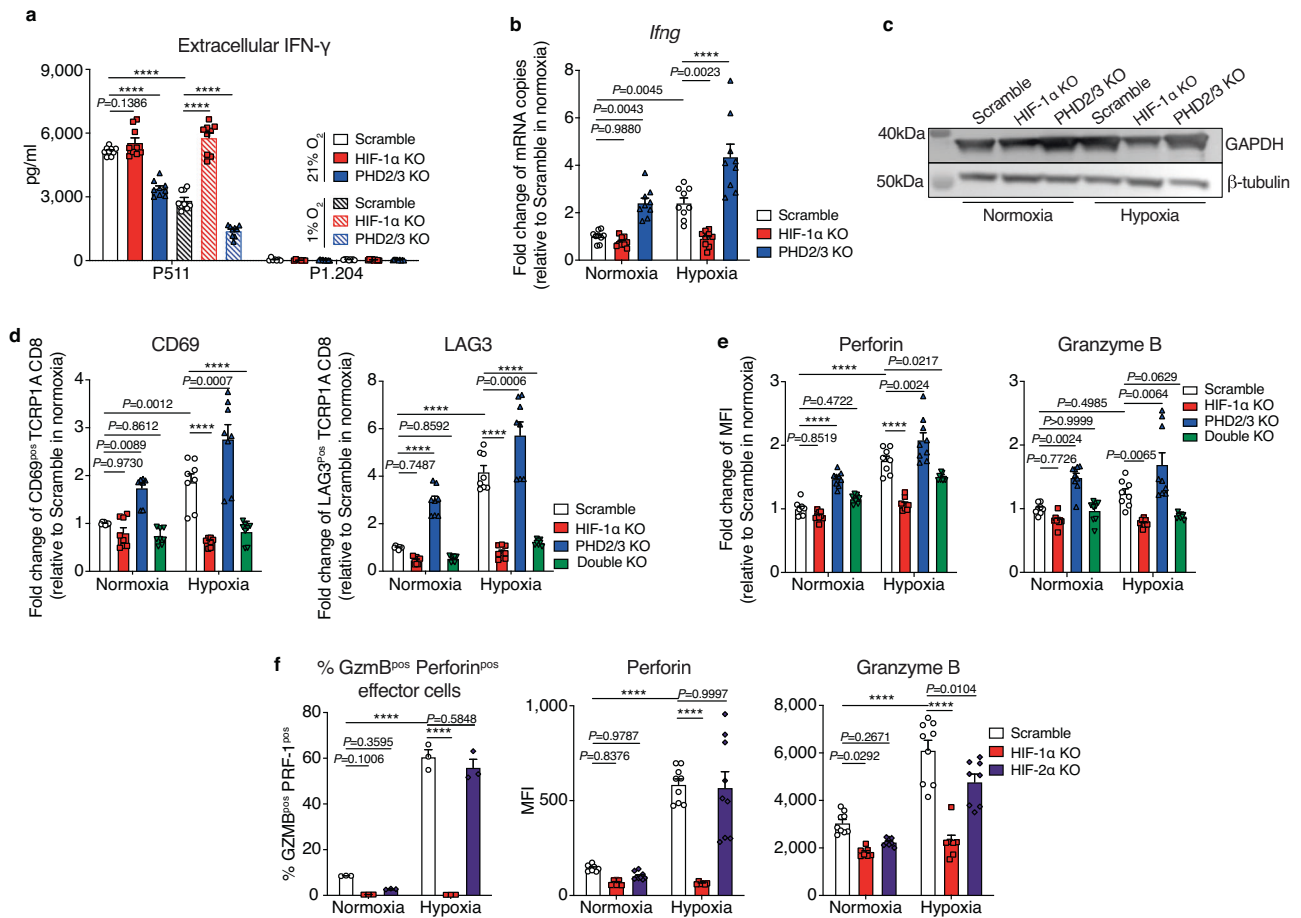 a
Extracellular IFN-γ
pg/ml
9,000
6,000
3,000
0
****
****
****
P=0.1386
****
P511
P1.204
21% O2
Scramble
HIF-1α KO
PHD2/3 KO
1% O2
Scramble
HIF-1α KO
PHD2/3 KO
b
Ifng
Fold change of mRNA copies
(relative to Scramble in normoxia)
8
6
4
2
0
****
P=0.0023
P=0.0045
P=0.0043
P=0.9880
Normoxia
Hypoxia
Scramble
HIF-1α KO
PHD2/3 KO
c
Scramble
HIF-1α KO
PHD2/3 KO
Scramble
HIF-1α KO
PHD2/3 KO
40kDa
GAPDH
50kDa
β-tubulin
Normoxia
Hypoxia
d
CD69
Fold change of CD69pos TCRP1A CD8
(relative to Scramble in normoxia)
4
3
2
1
0
****
P=0.0007
P=0.0012
P=0.8612
P=0.0089
P=0.9730
****
Normoxia
Hypoxia
LAG3
Fold change of LAG3Pos TCRP1A CD8
(relative to Scramble in normoxia)
8
6
4
2
0
****
P=0.0006
****
P=0.8592
****
P=0.7487
****
Normoxia
Hypoxia
Scramble
HIF-1α KO
PHD2/3 KO
Double KO
e
Perforin
Fold change of MFI
(relative to Scramble in normoxia)
3
2
1
0
P=0.0217
****
P=0.0024
P=0.4722
****
****
P=0.8519
Normoxia
Hypoxia
Granzyme B
3
2
1
0
P=0.0629
P=0.0064
P=0.4985
P>0.9999
P=0.0024
P=0.7726
P=0.0065
Normoxia
Hypoxia
Scramble
HIF-1α KO
PHD2/3 KO
Double KO
f
% GzmBpos Perforinpos
effector cells
% GZMBpos PRF-1pos
80
60
40
20
0
****
P=0.5848
****
P=0.3595
P=0.1006
Normoxia
Hypoxia
Perforin
MFI
1,000
500
0
****
P=0.9997
****
P=0.9787
P=0.8376
Normoxia
Hypoxia
Granzyme B
8,000
6,000
4,000
2,000
0
****
P=0.0104
****
P=0.2671
P=0.0292
Normoxia
Hypoxia
Scramble
HIF-1α KO
HIF-2α KO